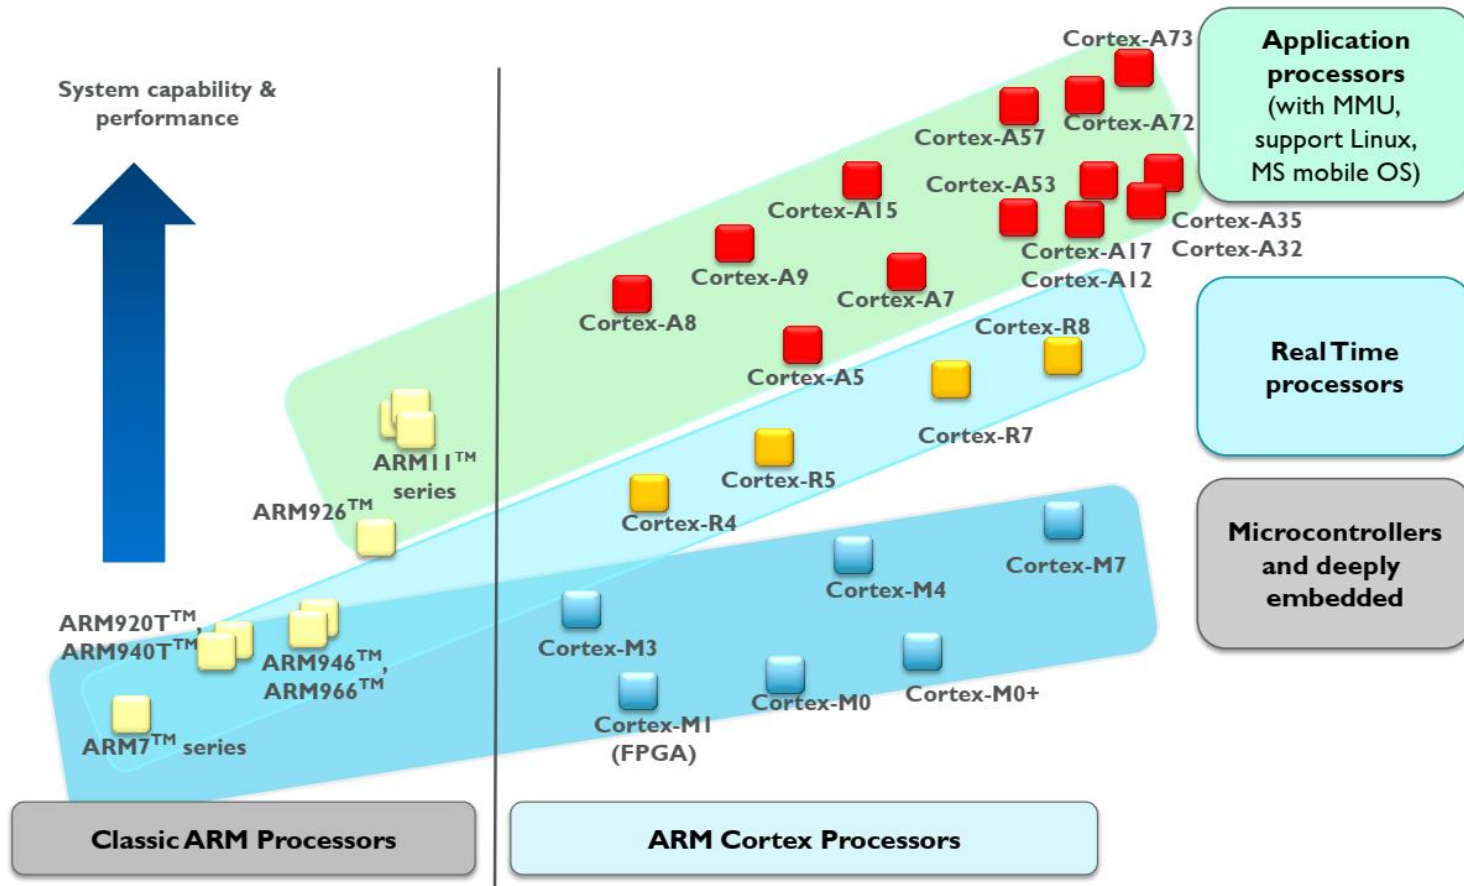 System capability &
performance
Cortex-A73
Cortex-A57
Cortex-A72
Cortex-A53
Cortex-A15
Cortex-A35
Cortex-A32
Cortex-A17
Cortex-A12
Cortex-A9
Cortex-A7
Cortex-A8
Cortex-A5
Cortex-R8
Cortex-R7
Cortex-R5
Cortex-R4
ARM11™
series
ARM926™
Cortex-M7
Cortex-M4
Cortex-M3
Cortex-M0+
Cortex-M0
Cortex-M1
(FPGA)
ARM920T™,
ARM940T™
ARM946™,
ARM966™
ARM7™ series
Application
processors
(with MMU,
support Linux,
MS mobile OS)
Real Time
processors
Microcontrollers
and deeply
embedded
Classic ARM Processors
ARM Cortex Processors